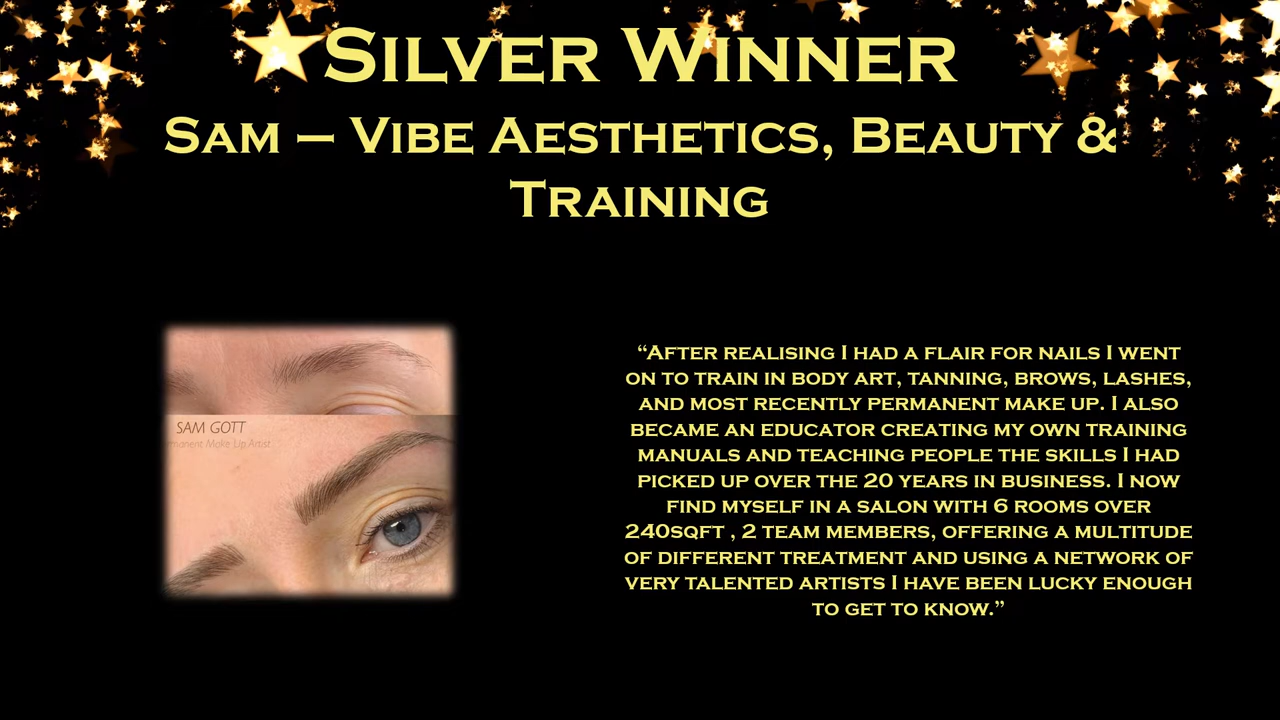 Silver Winner
Sam – Vibe Aesthetics, Beauty &
Training
SAM GOTT
manent Make Up Artist
“After realising I had a flair for nails I went
on to train in body art, tanning, brows, lashes,
and most recently permanent make up. I also
became an educator creating my own training
manuals and teaching people the skills I had
picked up over the 20 years in business. I now
find myself in a salon with 6 rooms over
240sqft , 2 team members, offering a multitude
of different treatment and using a network of
very talented artists I have been lucky enough
to get to know.”